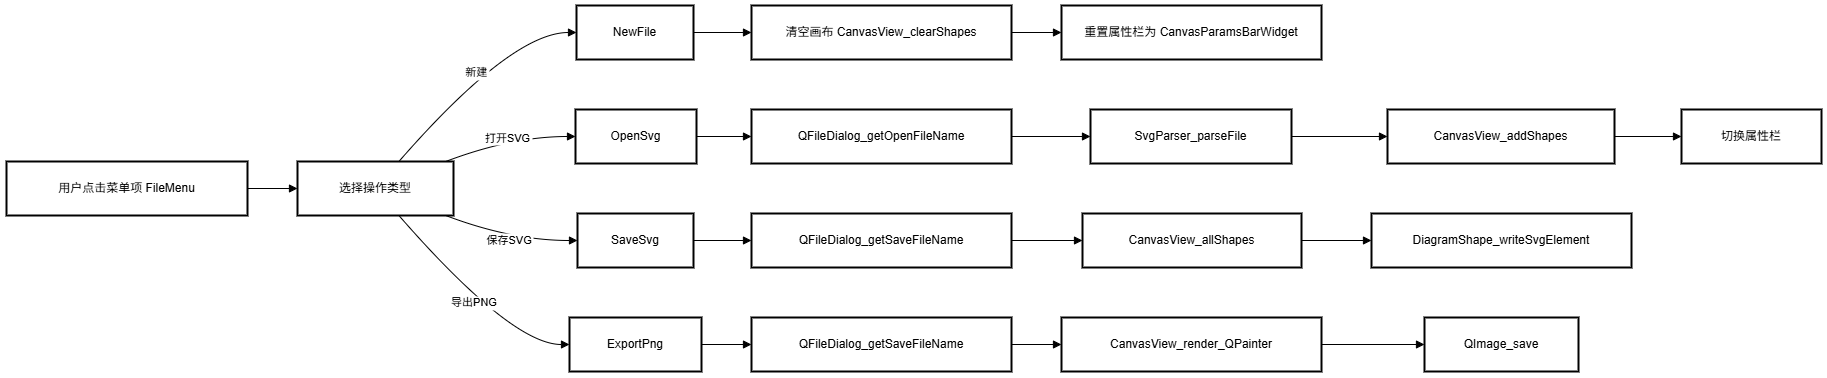 用户点击菜单项 FileMenu
选择操作类型
新建
NewFile
清空画布 CanvasView_clearShapes
重置属性栏为 CanvasParamsBarWidget
打开SVG
OpenSvg
QFileDialog_getOpenFileName
SvgParser_parseFile
CanvasView_addShapes
切换属性栏
保存SVG
SaveSvg
QFileDialog_getSaveFileName
CanvasView_allShapes
DiagramShape_writeSvgElement
导出PNG
ExportPng
QFileDialog_getSaveFileName
CanvasView_render_QPainter
QImage_save